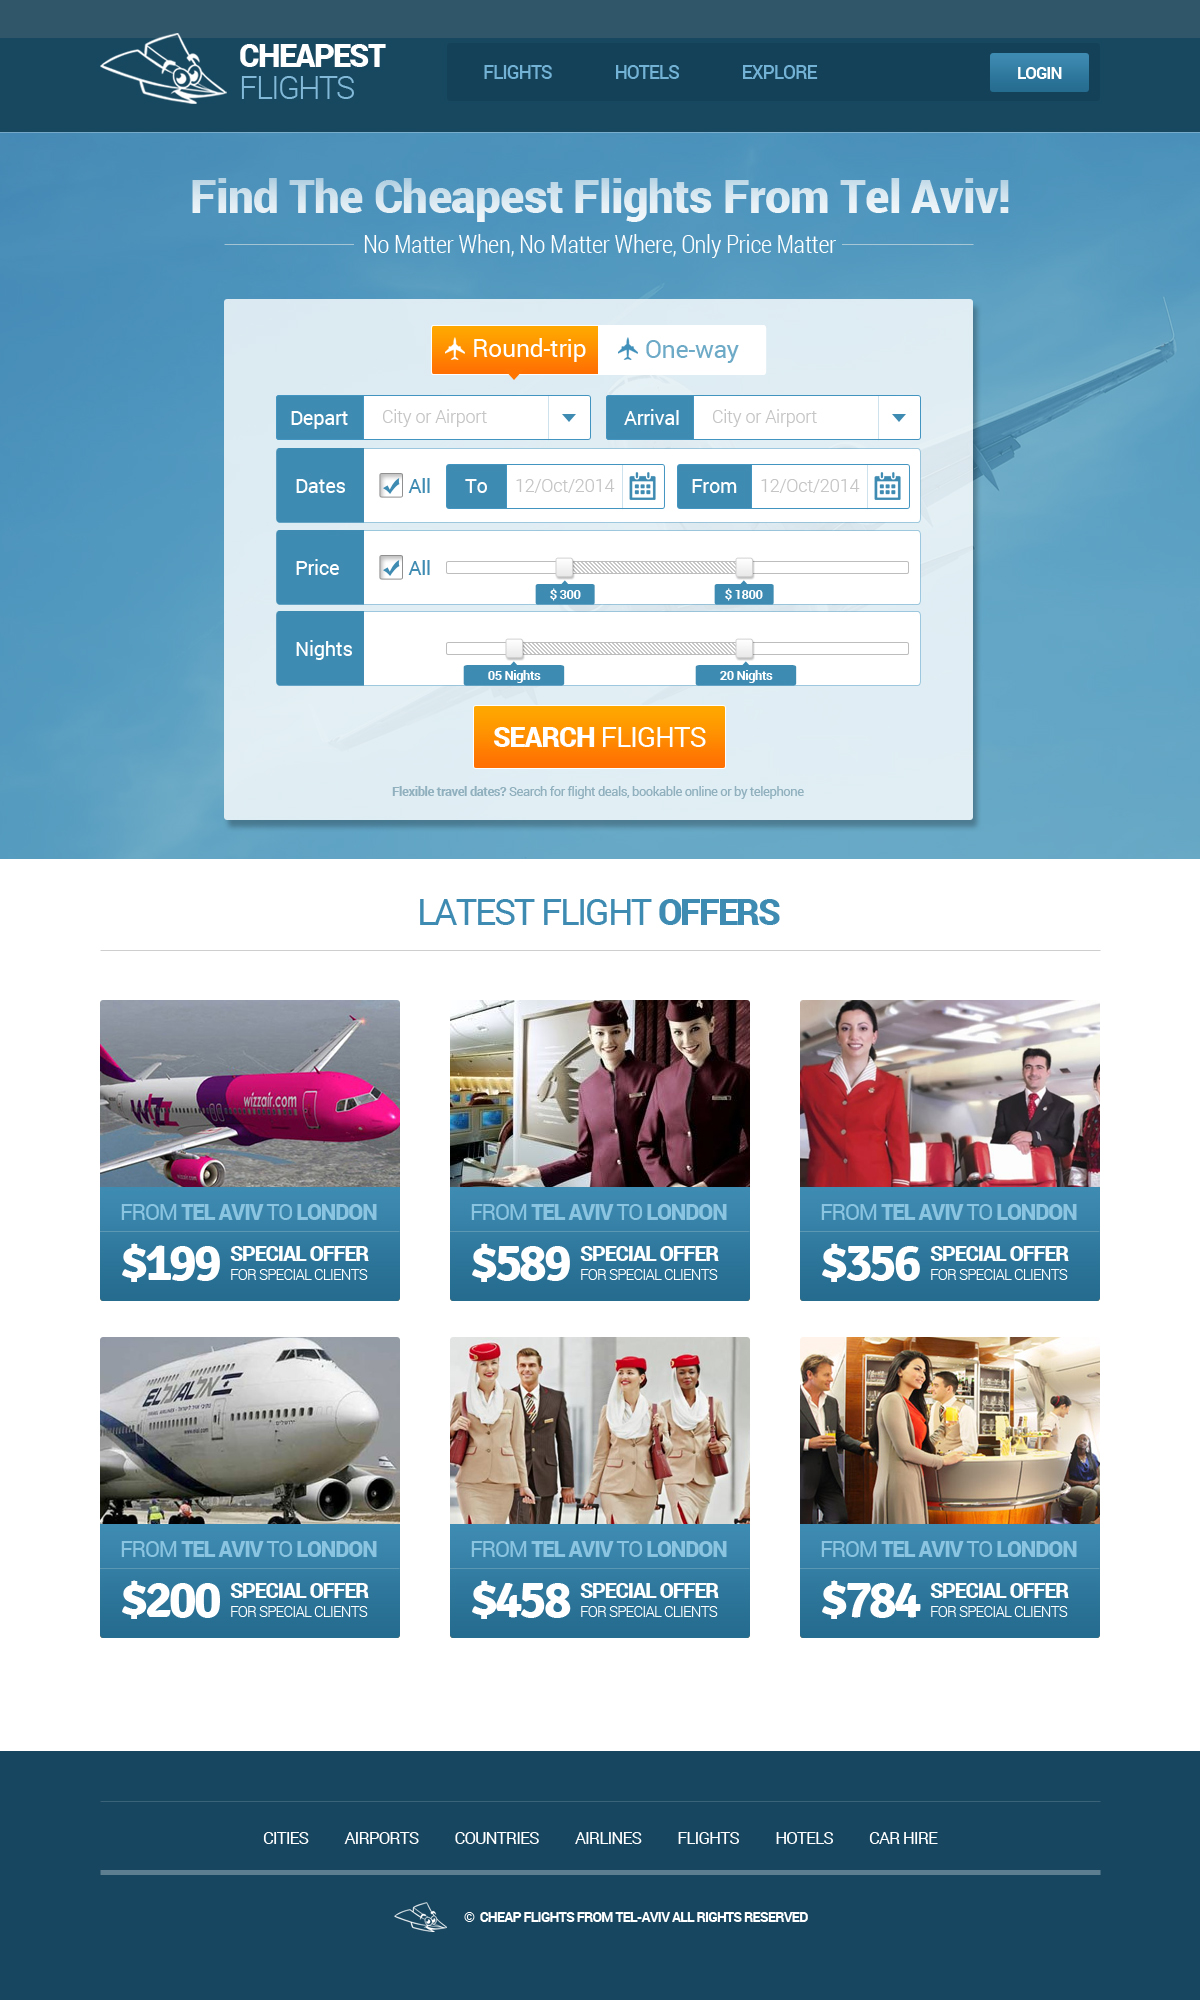 CHEAPEST
FLIGHTS
FLIGHTS HOTELS EXPLORE LOGIN
Find The Cheapest Flights From Tel Aviv!
No Matter When, No Matter Where, Only Price Matter
Round-trip One-way
Depart City or Airport Arrival City or Airport
Dates All To 12/Oct/2014 From 12/Oct/2014
Price All
$ 300 $ 1800
Nights
05 Nights 20 Nights
SEARCH FLIGHTS
Flexible travel dates? Search for flight deals, bookable online or by telephone
LATEST FLIGHT OFFERS
wizzair.com
WIZZ
FROM TEL AVIV TO LONDON
$199 SPECIAL OFFER
FOR SPECIAL CLIENTS
FROM TEL AVIV TO LONDON
$589 SPECIAL OFFER
FOR SPECIAL CLIENTS
FROM TEL AVIV TO LONDON
$356 SPECIAL OFFER
FOR SPECIAL CLIENTS
EL AL אל על
FROM TEL AVIV TO LONDON
$200 SPECIAL OFFER
FOR SPECIAL CLIENTS
FROM TEL AVIV TO LONDON
$458 SPECIAL OFFER
FOR SPECIAL CLIENTS
FROM TEL AVIV TO LONDON
$784 SPECIAL OFFER
FOR SPECIAL CLIENTS
CITIES AIRPORTS COUNTRIES AIRLINES FLIGHTS HOTELS CAR HIRE
© CHEAP FLIGHTS FROM TEL-AVIV ALL RIGHTS RESERVED